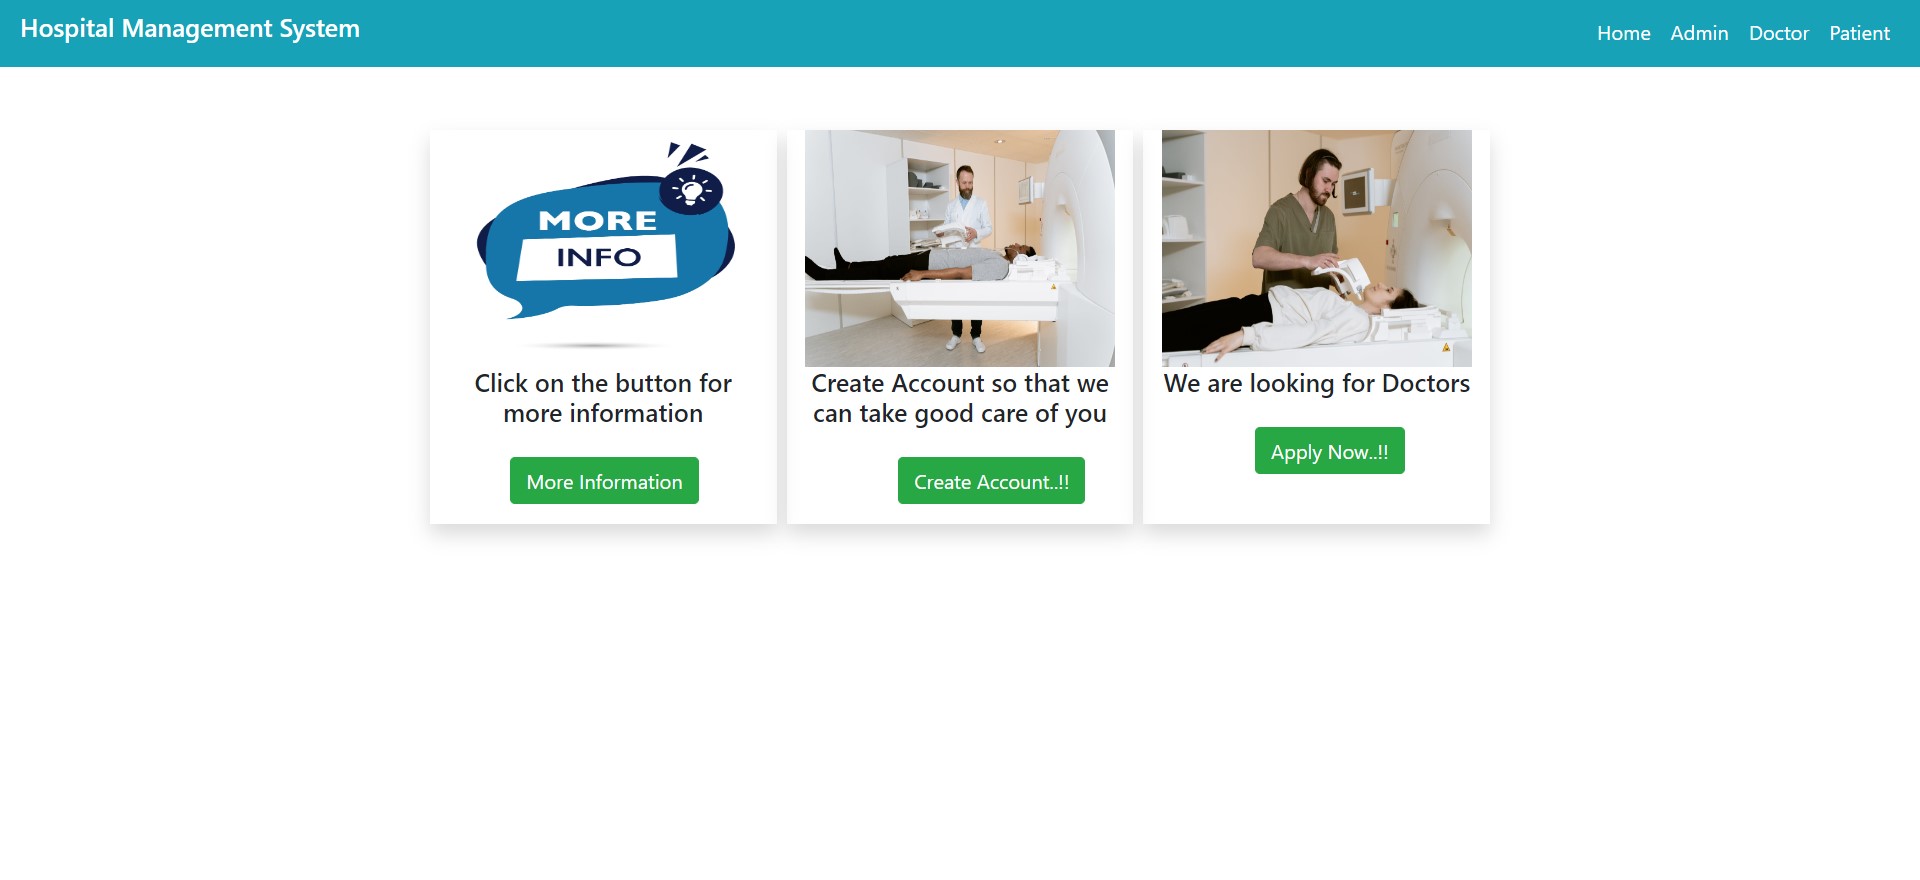 Hospital Management System
Home Admin Doctor Patient
MORE
INFO
Click on the button for
more information
More Information
Create Account so that we
can take good care of you
Create Account..!!
We are looking for Doctors
Apply Now..!!